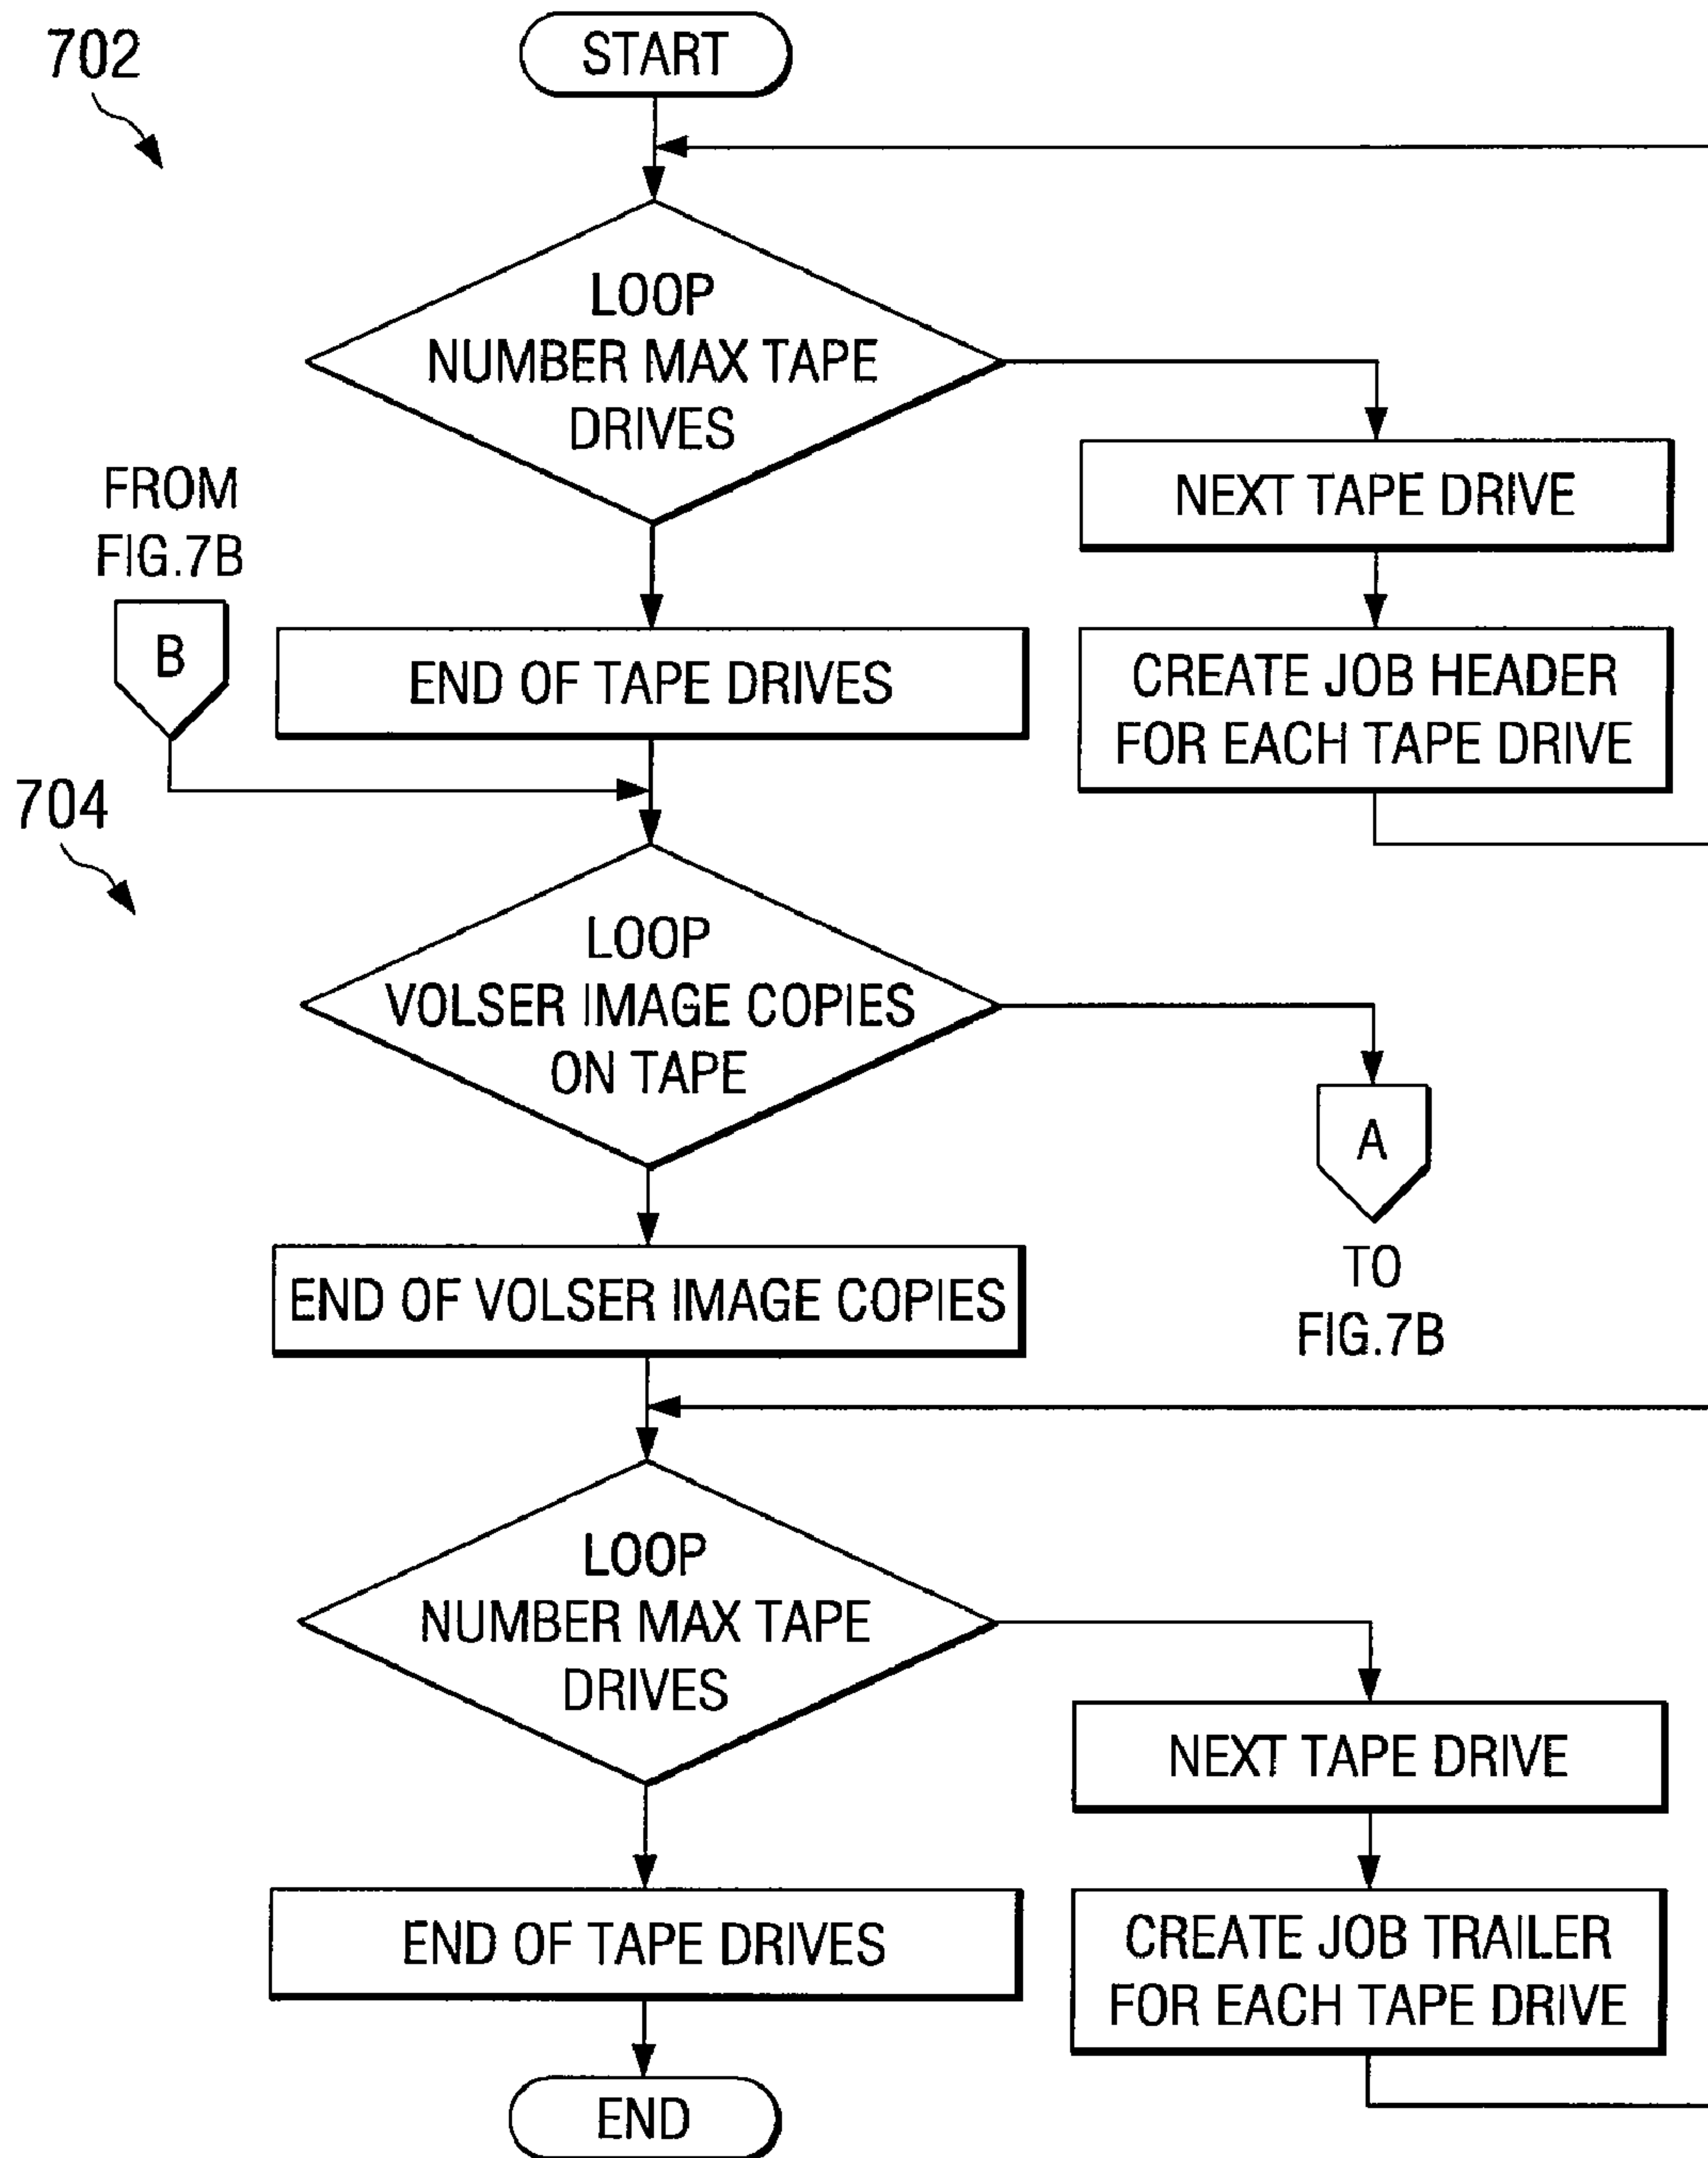 702
START
LOOP
NUMBER MAX TAPE
DRIVES
NEXT TAPE DRIVE
FROM
FIG.7B
B
END OF TAPE DRIVES
CREATE JOB HEADER
FOR EACH TAPE DRIVE
704
LOOP
VOLSER IMAGE COPIES
ON TAPE
A
TO
FIG.7B
END OF VOLSER IMAGE COPIES
LOOP
NUMBER MAX TAPE
DRIVES
NEXT TAPE DRIVE
END OF TAPE DRIVES
CREATE JOB TRAILER
FOR EACH TAPE DRIVE
END